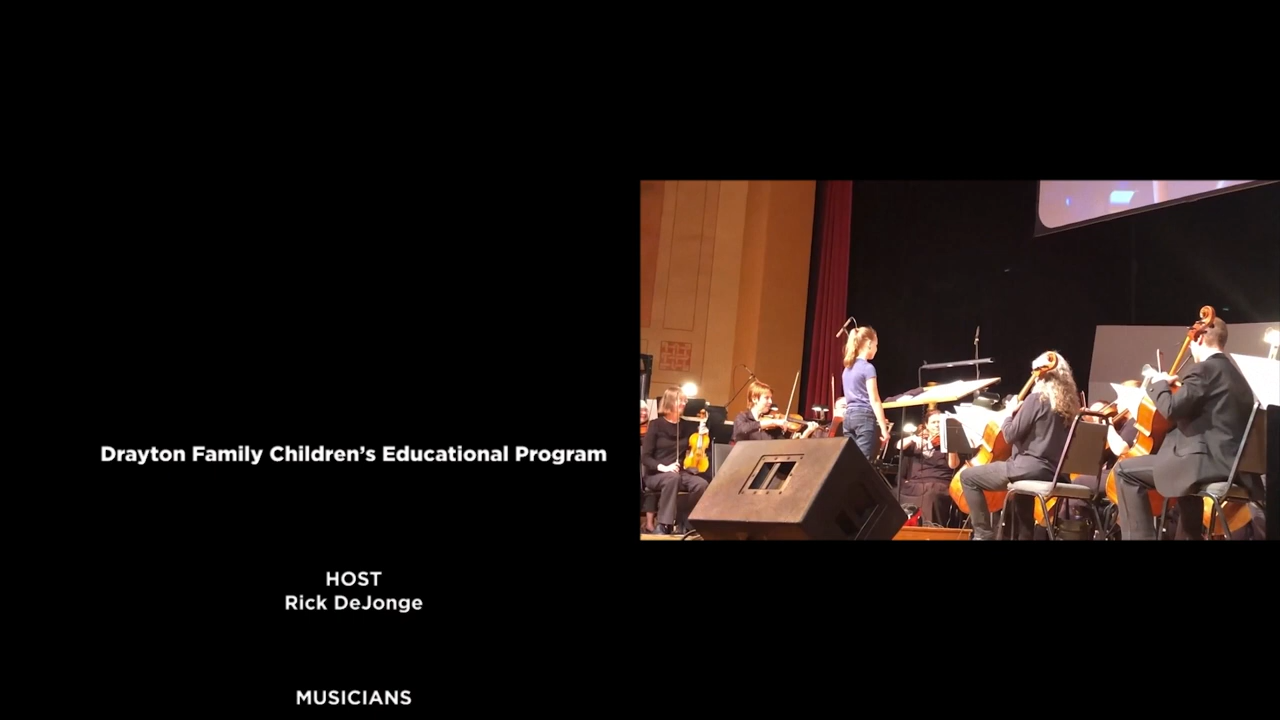 Drayton Family Children’s Educational Program
HOST
Rick DeJonge
MUSICIANS